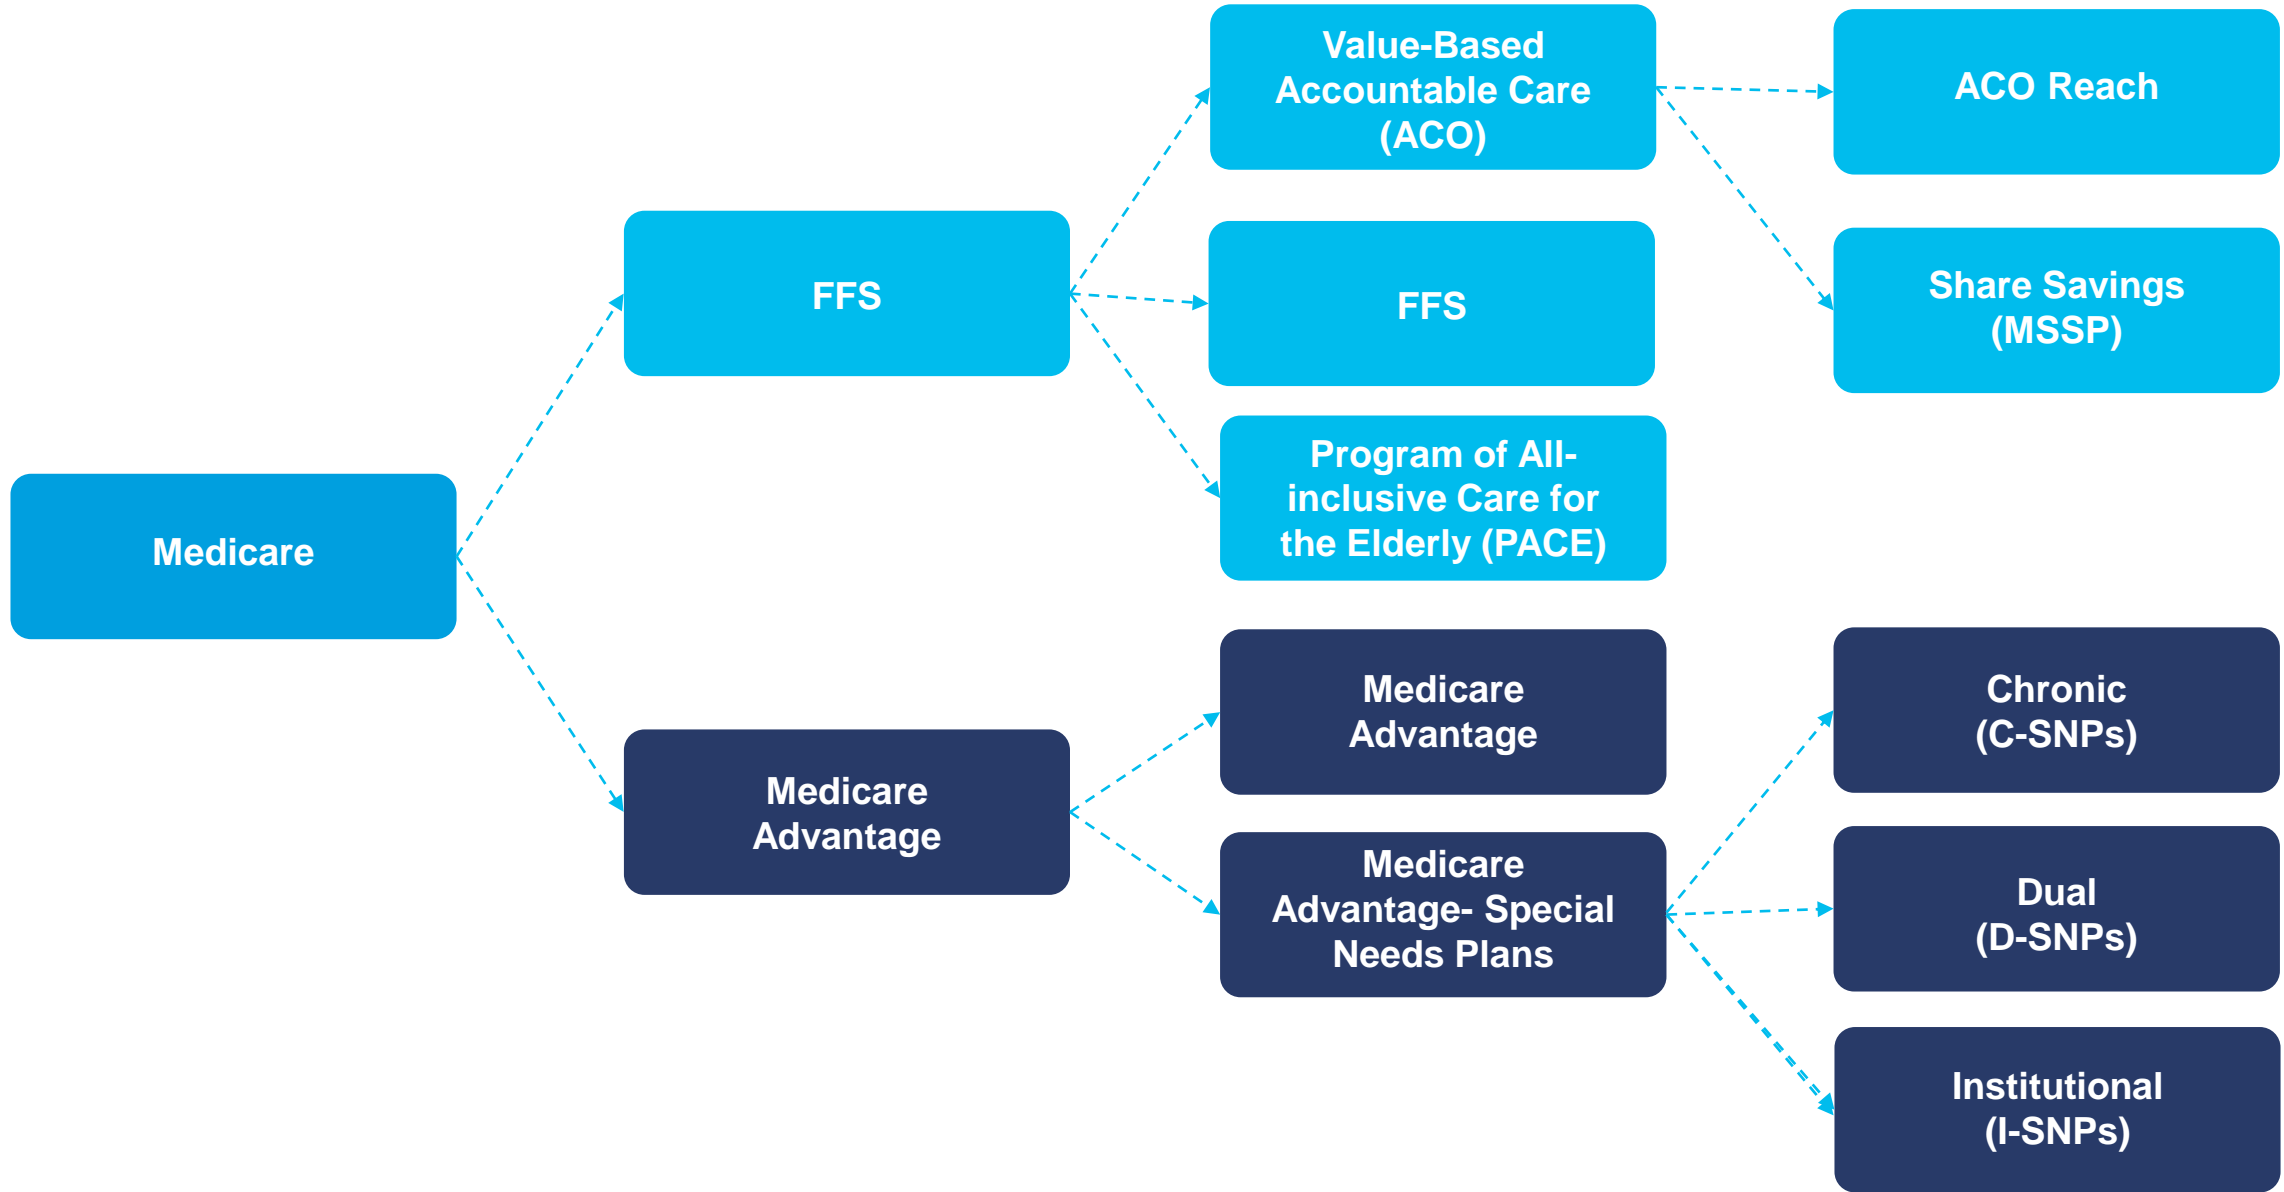 Value-Based
Accountable Care
(ACO)
ACO Reach
FFS
FFS
Share Savings
(MSSP)
Program of All-
inclusive Care for
the Elderly (PACE)
Medicare
Medicare
Advantage
Chronic
(C-SNPs)
Medicare
Advantage
Medicare
Advantage- Special
Needs Plans
Dual
(D-SNPs)
Institutional
(I-SNPs)